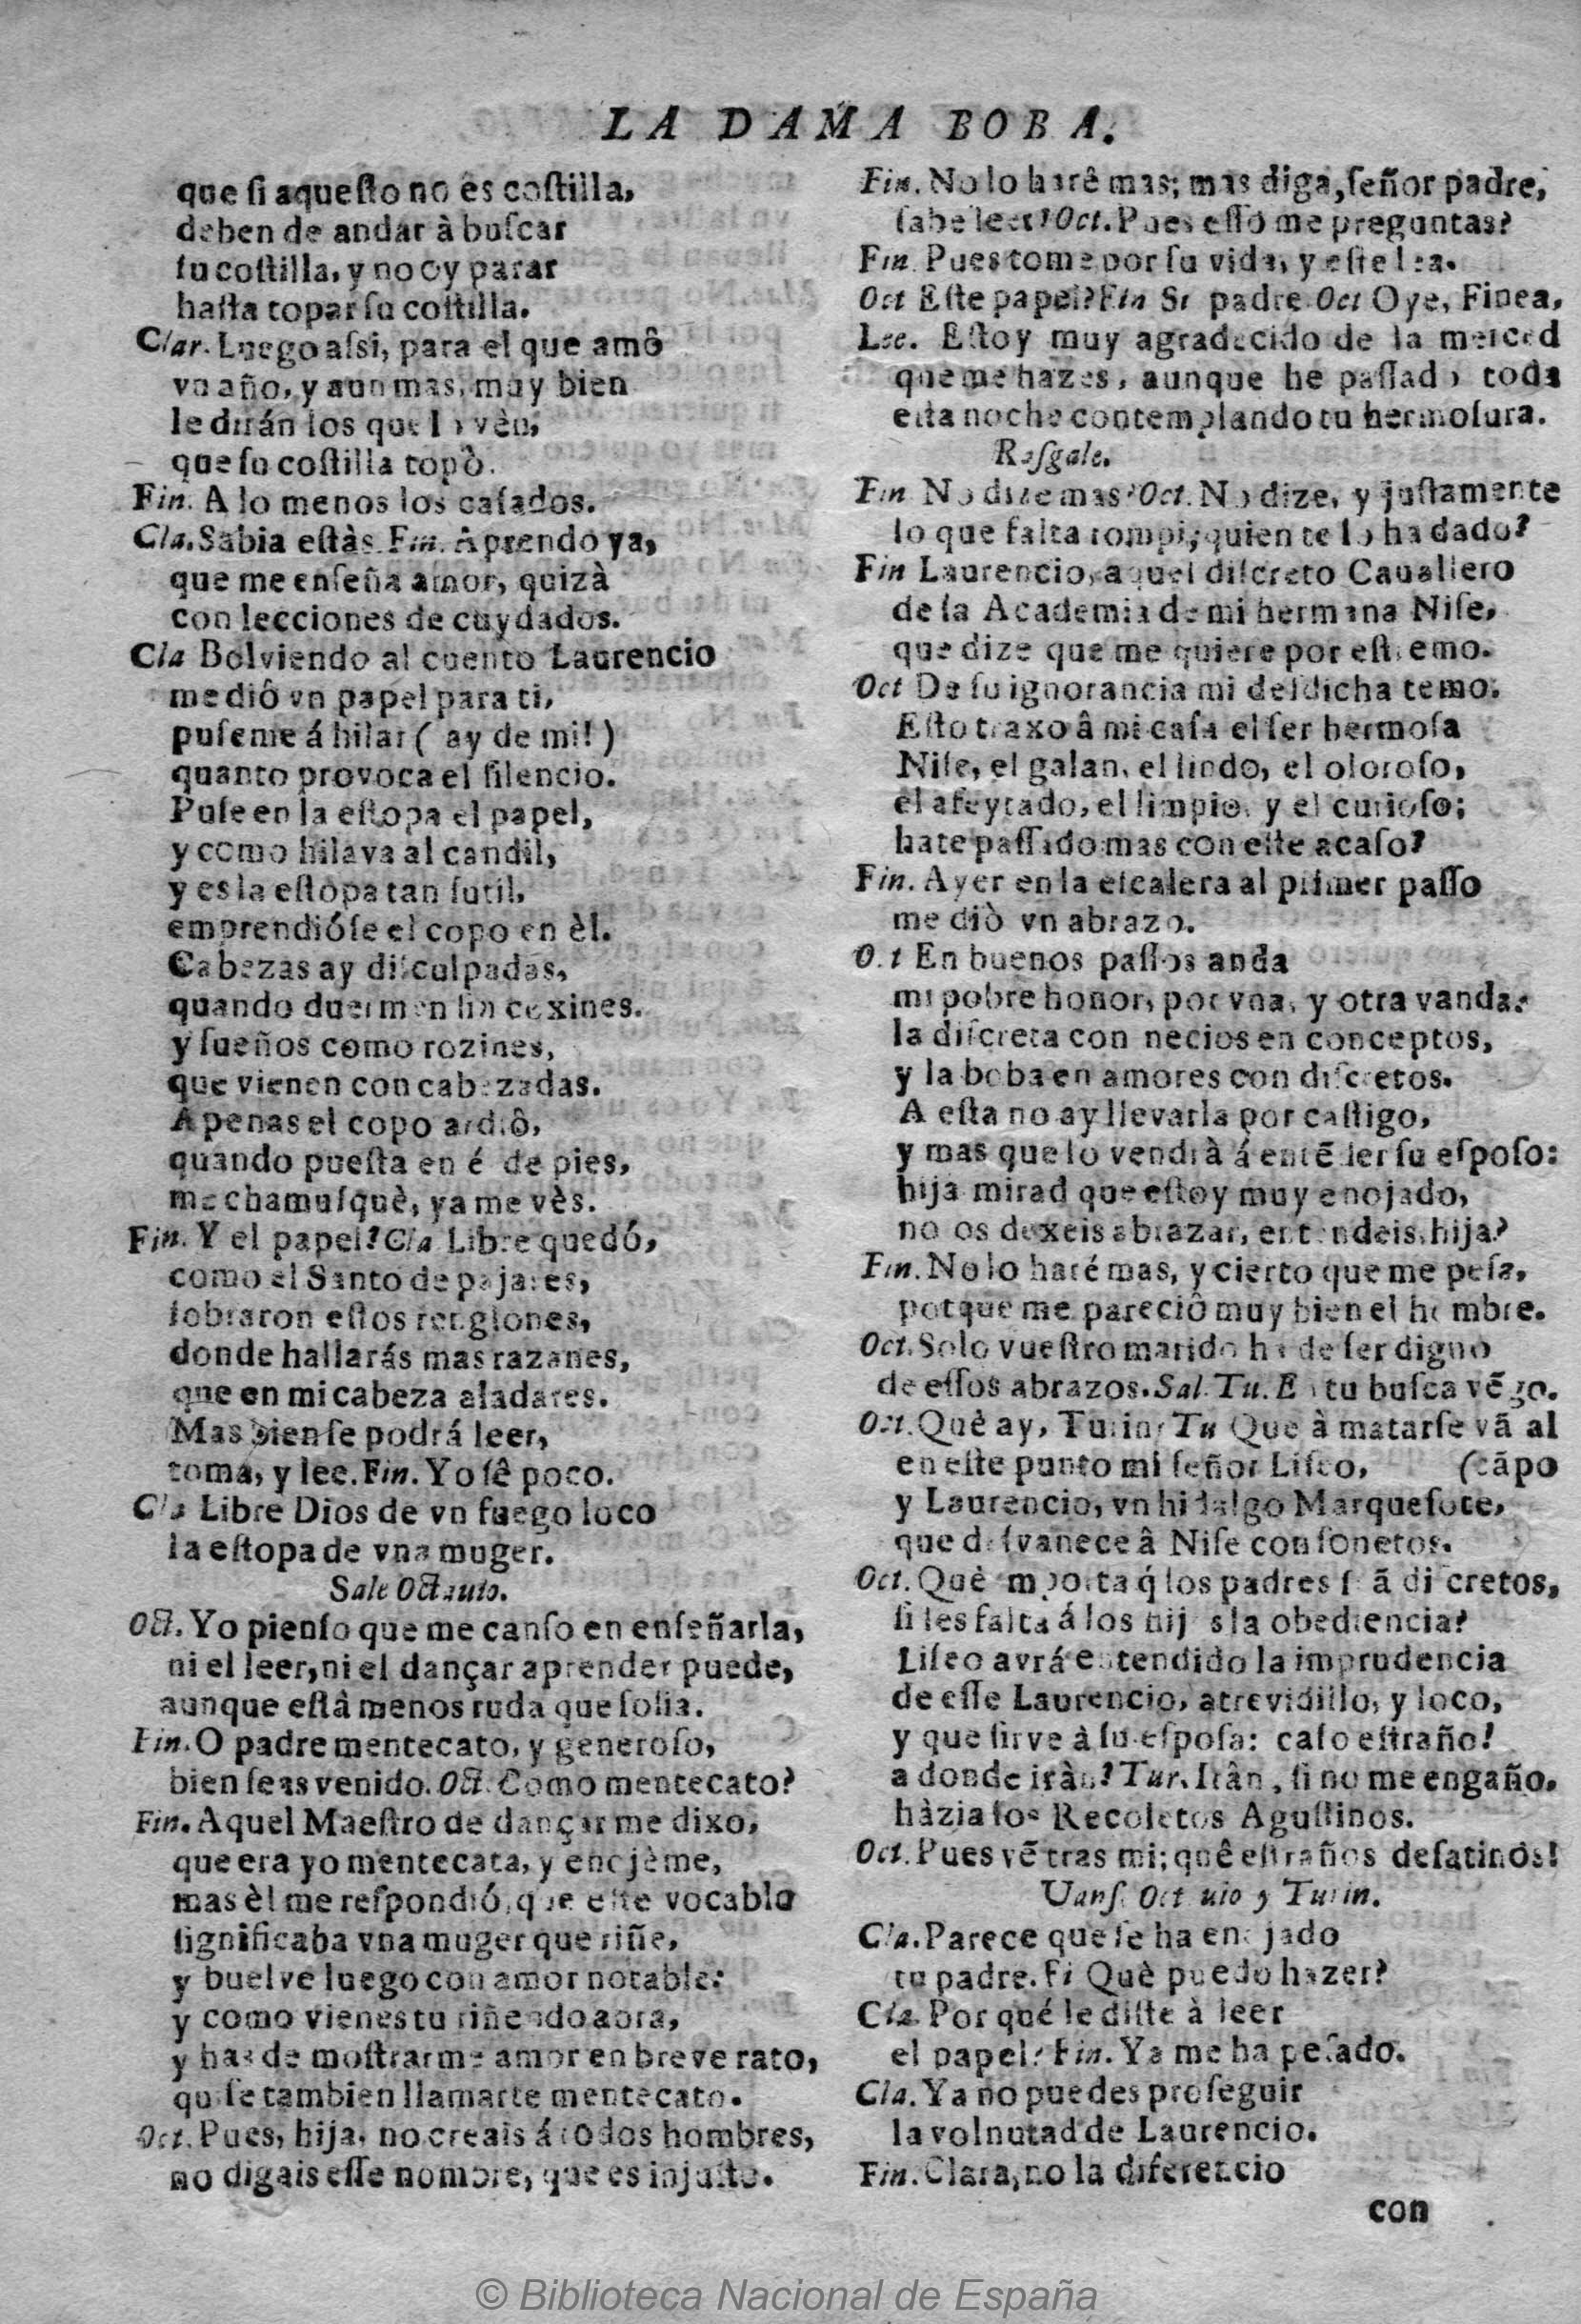 LA DAMA BOBA.
que ſi aqueſto no es coſtilla,
deben de andar à buſcar
ſu coſtilla, y no oy parar
haſta topar ſu coſtilla.
Clar. Luego aſsi, para el que amô
vn año, y aun mas, muy bien
le dirán los que lo vèn,
que ſu coſtilla topò.
Fin. A lo menos los caſados.
Cla. Sabia eſtàs. Fin. Aprendo ya,
que me enſeña amor, quizà
con lecciones de cuydados.
Cla Bolviendo al cuento Laurencio
me diô vn papel para ti,
puſeme á hilar ( ay de mi! )
quanto provoca el ſilencio.
Puſe en la eſtopa el papel,
y como hilava al candil,
y es la eſtopa tan ſutil,
emprendióſe el copo en èl.
Cabezas ay diſculpadas,
quando duermen ſin coxines.
y ſueños como rozines,
que vienen con cabezadas.
Apenas el copo ardiô,
quando pueſta en é de pies,
me chamuſquè, ya me vès.
Fin. Y el papel? Cla Libre quedó,
como el Santo de pajares,
ſobraron eſtos renglones,
donde hallarás mas razanes,
que en mi cabeza aladares.
Mas bien ſe podrá leer,
toma, y lee. Fin. Yo ſê poco.
Cla Libre Dios de vn fuego loco
la eſtopa de vna muger.
Sale Octauio.
Oct. Yo pienſo que me canſo en enſeñarla,
ni el leer, ni el dançar aprender puede,
aunque eſtà menos ruda que ſolia.
Fin. O padre mentecato, y generoſo,
bien ſeas venido. Oct. Como mentecato?
Fin. Aquel Maeſtro de dançar me dixo,
que era yo mentecata, y enojème,
mas èl me reſpondió, que eſte vocablo
ſignificaba vna muger que riñe,
y buelve luego con amor notable:
y como vienes tu riñendo aora,
y has de moſtrarme amor en breve rato,
quiſe tambien llamarte mentecato.
Oct. Pues, hija, no creais á todos hombres,
no digais eſſe nombre, que es injuſto.
Fin. No lo harê mas; mas diga, ſeñor padre,
ſabe leer? Oct. Pues eſſo me preguntas?
Fin. Pues tome por ſu vida, y eſte lea.
Oct Eſte papel? Fin Si padre Oct Oye, Finea,
Lee. Eſtoy muy agradecido de la merced
que me hazes, aunque he paſſado toda
eſta noche contemplando tu hermoſura.
Raſgale.
Fin No dize mas? Oct. No dize, y juſtamente
lo que falta rompi; quien te lo ha dado?
Fin Laurencio, aquel diſcreto Cauallero
de la Academia de mi hermana Niſe,
que dize que me quiere por eſtremo.
Oct De ſu ignorancia mi deſdicha temo.
Eſto traxo â mi caſa el ſer hermoſa
Niſe, el galan, el lindo, el oloroſo,
el afeytado, el limpio, y el curioſo;
hate paſſado mas con eſte acaſo?
Fin. Ayer en la eſcalera al primer paſſo
me diò vn abrazo.
Oct En buenos paſſos anda
mi pobre honor, por vna, y otra vanda:
la diſcreta con necios en conceptos,
y la boba en amores con diſcretos.
A eſta no ay llevarla por caſtigo,
y mas que lo vendrà á entẽder ſu eſpoſo:
hija mirad que eſtoy muy enojado,
no os dexeis abrazar, entendeis, hija?
Fin. No lo haré mas, y cierto que me peſa,
porque me pareciô muy bien el hombre.
Oct. Solo vueſtro marido ha de ſer digno
de eſſos abrazos. Sal. Tu. En tu buſca vẽgo.
Oct. Què ay, Turin? Tu Que à matarſe vã al
en eſte punto mi ſeñor Liſeo, (cãpo
y Laurencio, vn hidalgo Marqueſote,
que deſvanece â Niſe con ſonetos.
Oct. Què importa q́ los padres ſeã diſcretos,
ſi les falta á los hijos la obediencia?
Liſeo avrá entendido la imprudencia
de eſſe Laurencio, atrevidillo, y loco,
y que ſirve à ſu eſpoſa: caſo eſtraño!
a donde iràn? Tur. Irân, ſi no me engaño,
hàzia los Recoletos Aguſtinos.
Oct. Pues vẽ tras mi; quê eſtraños deſatinós!
Vanſ. Octauio y Turin.
Cla. Parece que ſe ha enojado
tu padre. Fi Què puedo hazer?
Cla. Por qué le diſte à leer
el papel? Fin. Ya me ha peſado.
Cla. Ya no puedes proſeguir
la volnutad de Laurencio.
Fin. Clara, no la diferencio
con
© Biblioteca Nacional de España